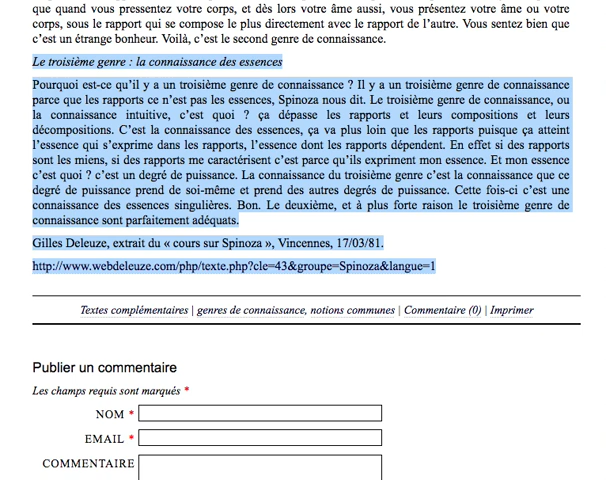 que quand vous pressentez votre corps, et dès lors votre âme aussi, vous présentez votre âme ou votre
corps, sous le rapport qui se compose le plus directement avec le rapport de l'autre. Vous sentez bien que
c'est un étrange bonheur. Voilà, c'est le second genre de connaissance.
Le troisième genre : la connaissance des essences
Pourquoi est-ce qu'il y a un troisième genre de connaissance ? Il y a un troisième genre de connaissance
parce que les rapports ce n'est pas les essences, Spinoza nous dit. Le troisième genre de connaissance, ou
la connaissance intuitive, c'est quoi ? ça dépasse les rapports et leurs compositions et leurs
décompositions. C'est la connaissance des essences, ça va plus loin que les rapports puisque ça atteint
l'essence qui s'exprime dans les rapports, l'essence dont les rapports dépendent. En effet si des rapports
sont les miens, si des rapports me caractérisent c'est parce qu'ils expriment mon essence. Et mon essence
c'est quoi ? c'est un degré de puissance. La connaissance du troisième genre c'est la connaissance que ce
degré de puissance prend de soi-même et prend des autres degrés de puissance. Cette fois-ci c'est une
connaissance des essences singulières. Bon. Le deuxième, et à plus forte raison le troisième genre de
connaissance sont parfaitement adéquats.
Gilles Deleuze, extrait du « cours sur Spinoza », Vincennes, 17/03/81.
http://www.webdeleuze.com/php/texte.php?cle=43&groupe=Spinoza&langue=1
Textes complémentaires | genres de connaissance, notions communes | Commentaire (0) | Imprimer
Publier un commentaire
Les champs requis sont marqués *
NOM *
EMAIL *
COMMENTAIRE